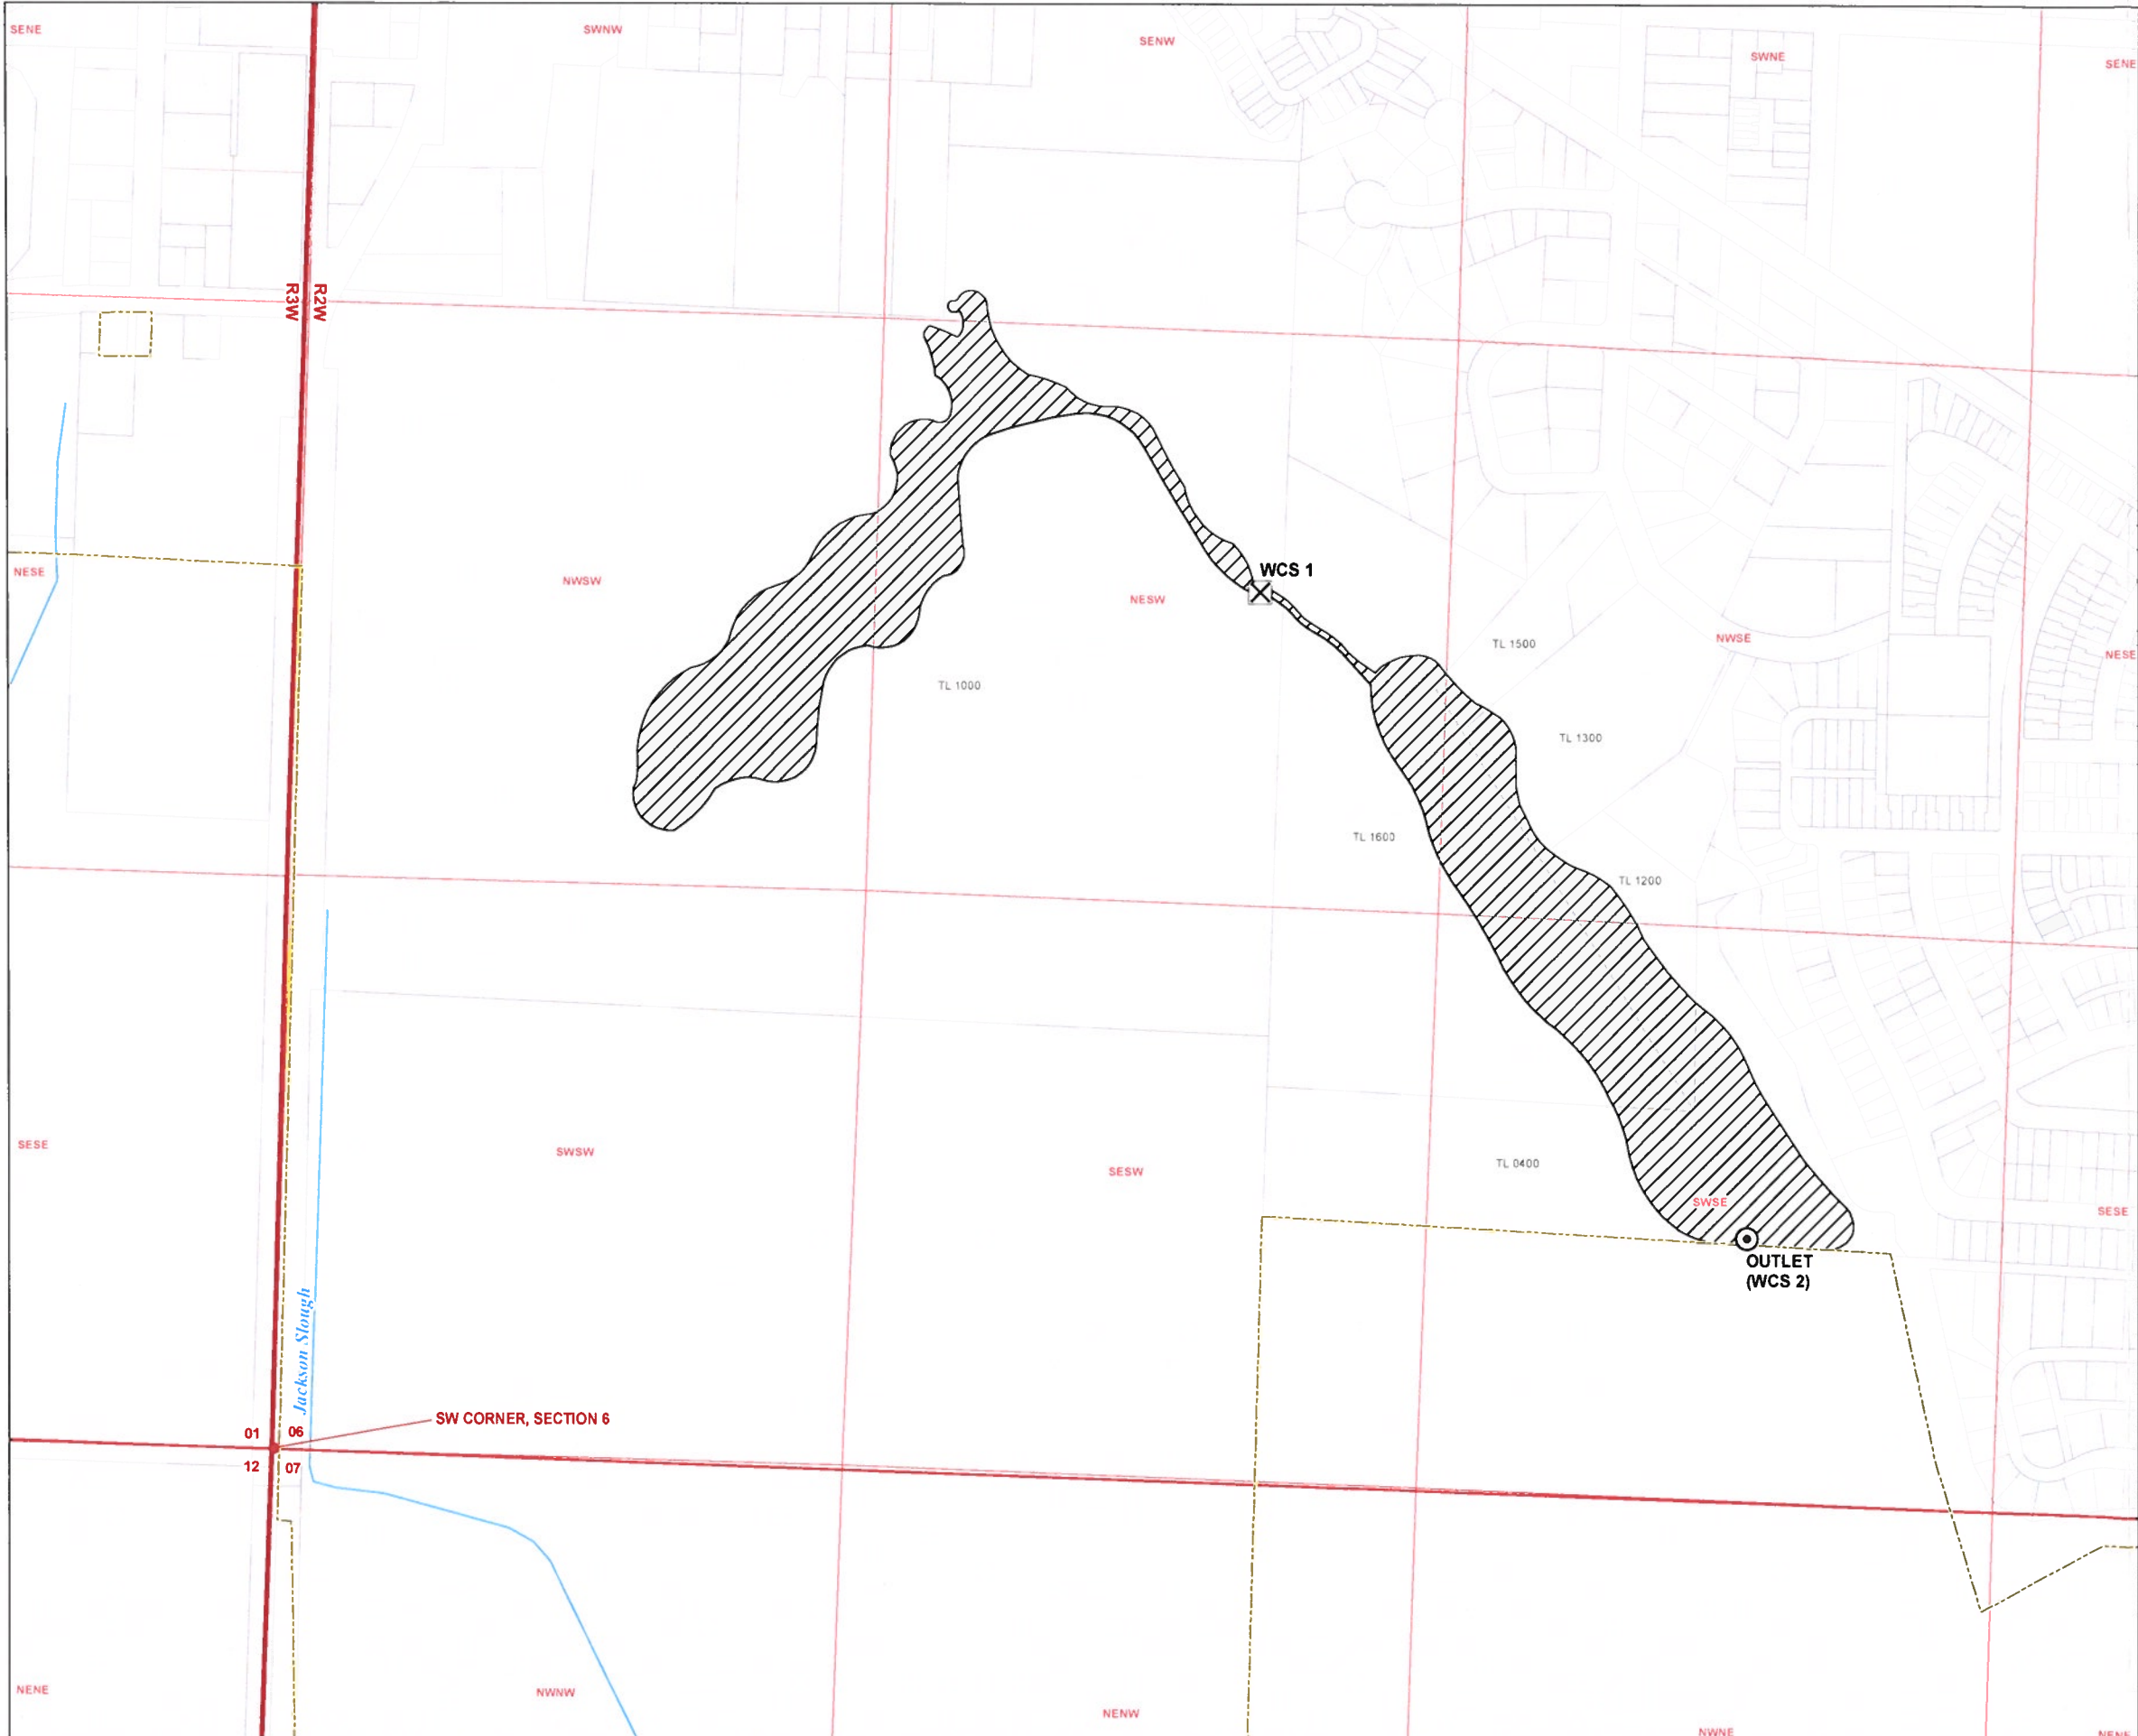 SENE
SWNW
SENW
SWNE
SENE
R3W
R2W
NESE
NWSW
NESW
WCS 1
TL 1500
NWSE
NESE
TL 1000
TL 1300
TL 1600
TL 1200
SESE
SWSW
SESW
TL 0400
SWSE
SESE
OUTLET
(WCS 2)
Jackson Slough
SW CORNER, SECTION 6
01
06
12
07
NENE
NWNW
NENW
NWNE
NENE